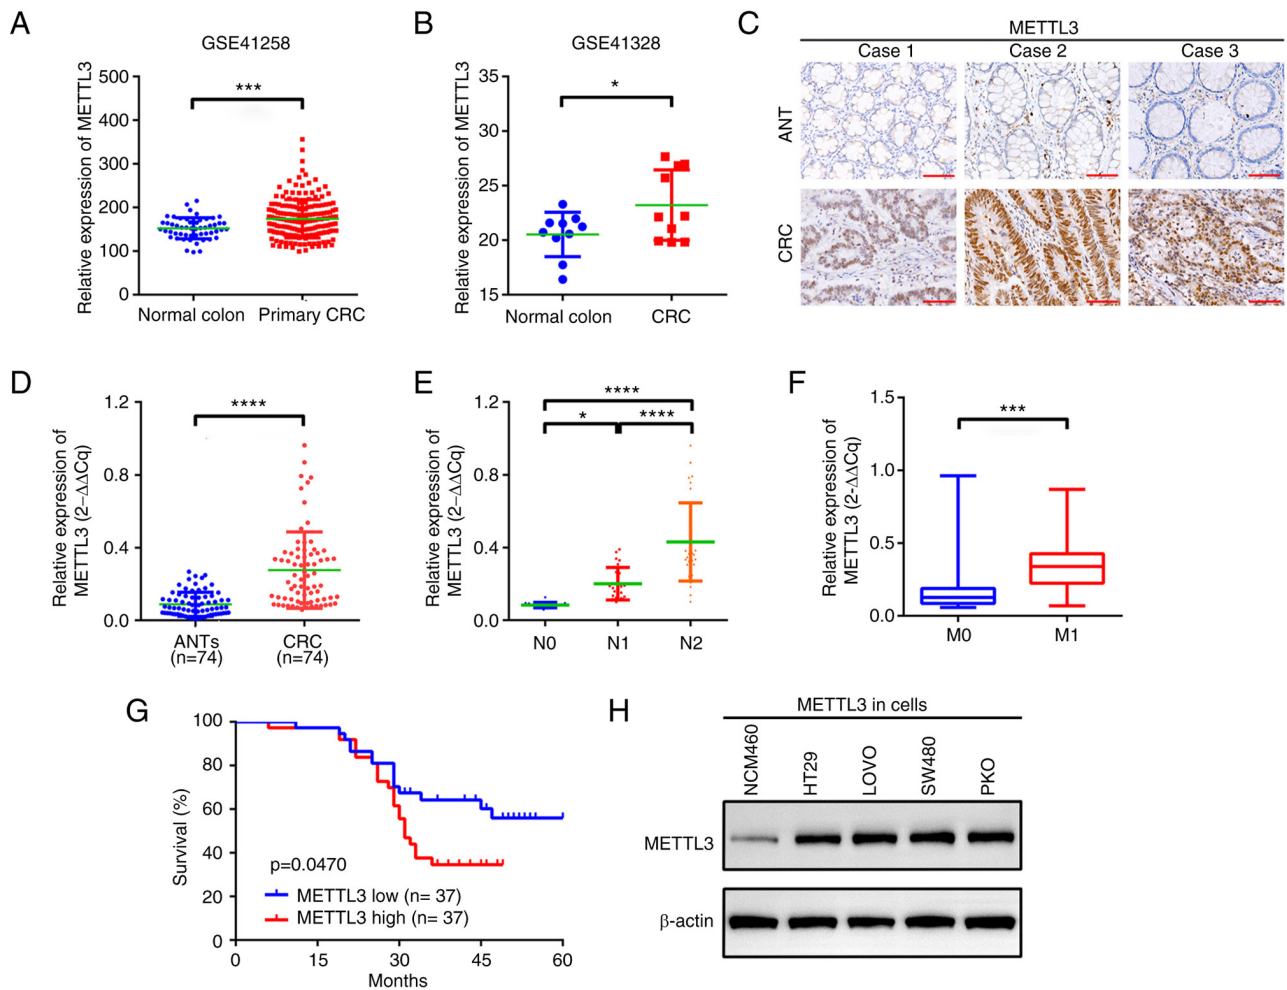 A
GSE41258
Relative expression of METTL3
500
400
300
200
100
0
***
Normal colon
Primary CRC
B
GSE41328
Relative expression of METTL3
35
30
25
20
15
*
Normal colon
CRC
C
METTL3
Case 1
Case 2
Case 3
ANT
CRC
D
Relative expression of
METTL3 (2−ΔΔCq)
1.2
0.8
0.4
0.0
****
ANTs
(n=74)
CRC
(n=74)
E
Relative expression of
METTL3 (2−ΔΔCq)
1.2
0.8
0.4
0.0
****
*
****
N0
N1
N2
F
Relative expression of
METTL3 (2-ΔΔCq)
1.5
1.0
0.5
0.0
***
M0
M1
G
Survival (%)
100
80
60
40
20
0
p=0.0470
METTL3 low (n= 37)
METTL3 high (n= 37)
0
15
30
45
60
Months
H
METTL3 in cells
NCM460
HT29
LOVO
SW480
PKO
METTL3
β-actin